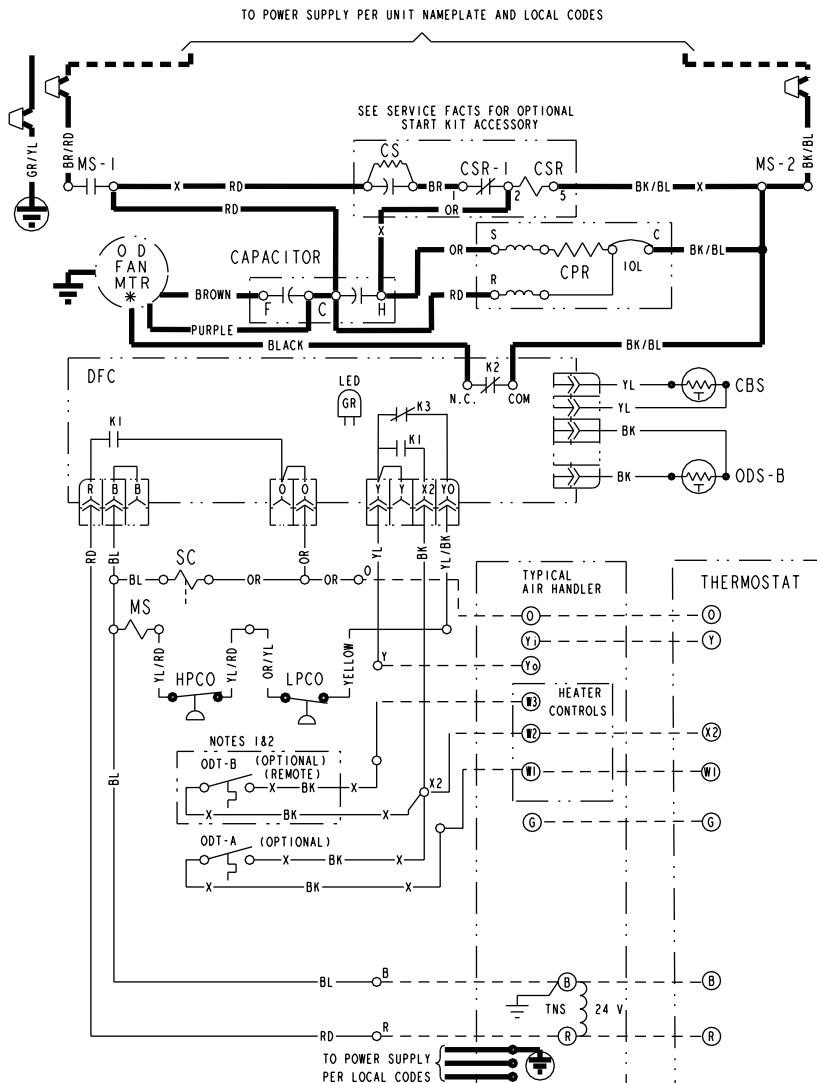 TO POWER SUPPLY PER UNIT NAMEPLATE AND LOCAL CODES
SEE SERVICE FACTS FOR OPTIONAL
START KIT ACCESSORY
GR/YL
BR/RD
BK/BL
MS-1
CS
CSR-1
CSR
MS-2
X
RD
BR
1
2
5
BK/BL
X
RD
OR
X
O D
FAN
MTR
*
CAPACITOR
S
C
OR
CPR
IOL
BK/BL
BROWN
F
C
H
RD
R
PURPLE
BLACK
BK/BL
DFC
LED
GR
K2
N.C.
COM
YL
CBS
YL
BK
BK
ODS-B
K1
K3
K1
R
B
B
O
O
Y
Y
X2
YO
RD
BL
OR
YL
BK
YL/BK
SC
BL
OR
OR
O
TYPICAL
AIR HANDLER
THERMOSTAT
MS
O
O
Yi
Y
YL/RD
HPCO
YL/RD
OR/YL
LPCO
YELLOW
Y
Yo
W3
HEATER
CONTROLS
NOTES 1&2
W2
X2
ODT-B
(OPTIONAL)
(REMOTE)
W1
W1
BL
X
BK
X
X2
X
BK
X
G
G
ODT-A
(OPTIONAL)
X
BK
X
X
BK
X
BL
B
B
B
TNS
24 V
RD
R
R
R
TO POWER SUPPLY
PER LOCAL CODES